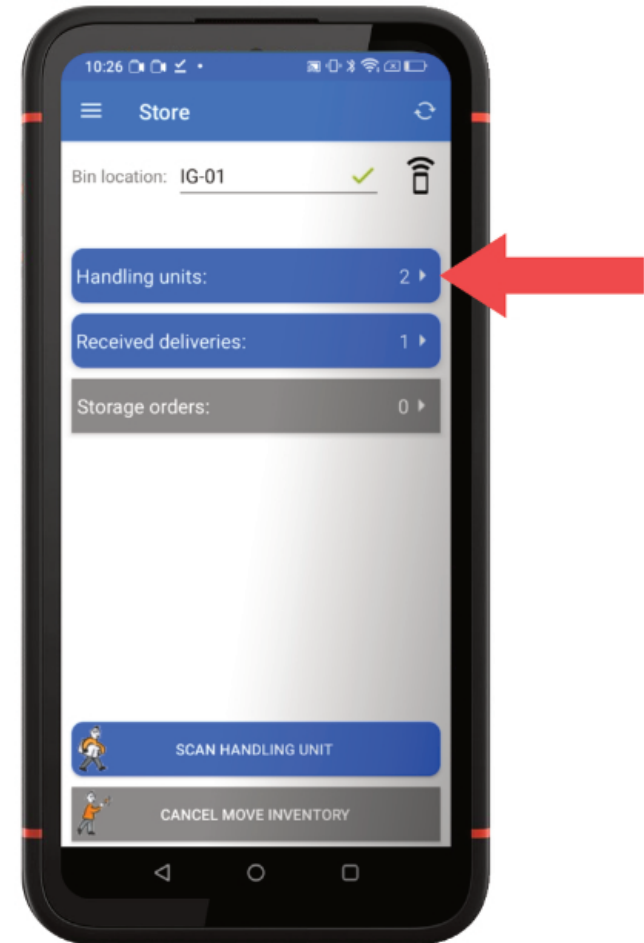 10:26
Store
Bin location: IG-01
Handling units: 2
Received deliveries: 1
Storage orders: 0
SCAN HANDLING UNIT
CANCEL MOVE INVENTORY